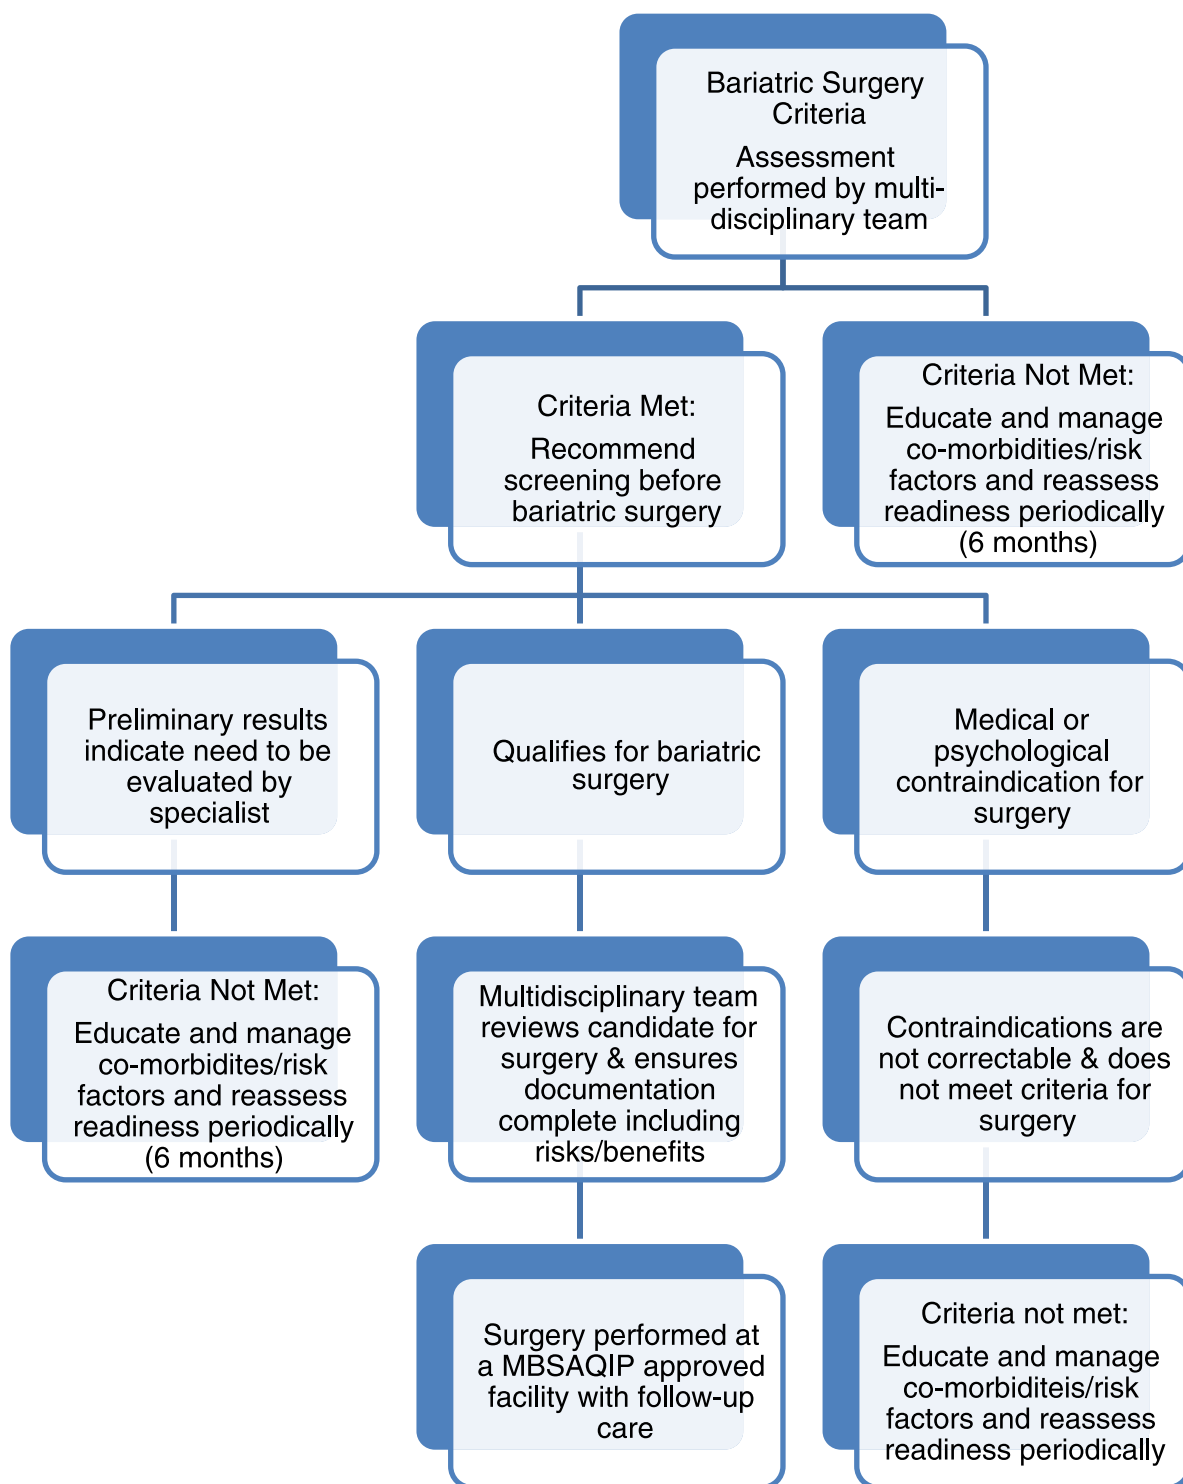 Bariatric Surgery
Criteria
Assessment
performed by multi-
disciplinary team
Criteria Met:
Recommend
screening before
bariatric surgery
Criteria Not Met:
Educate and manage
co-morbidities/risk
factors and reassess
readiness periodically
(6 months)
Preliminary results
indicate need to be
evaluated by
specialist
Qualifies for bariatric
surgery
Medical or
psychological
contraindication for
surgery
Criteria Not Met:
Educate and manage
co-morbidites/risk
factors and reassess
readiness periodically
(6 months)
Multidisciplinary team
reviews candidate for
surgery & ensures
documentation
complete including
risks/benefits
Contraindications are
not correctable & does
not meet criteria for
surgery
Surgery performed at
a MBSAQIP approved
facility with follow-up
care
Criteria not met:
Educate and manage
co-morbiditeis/risk
factors and reassess
readiness periodically